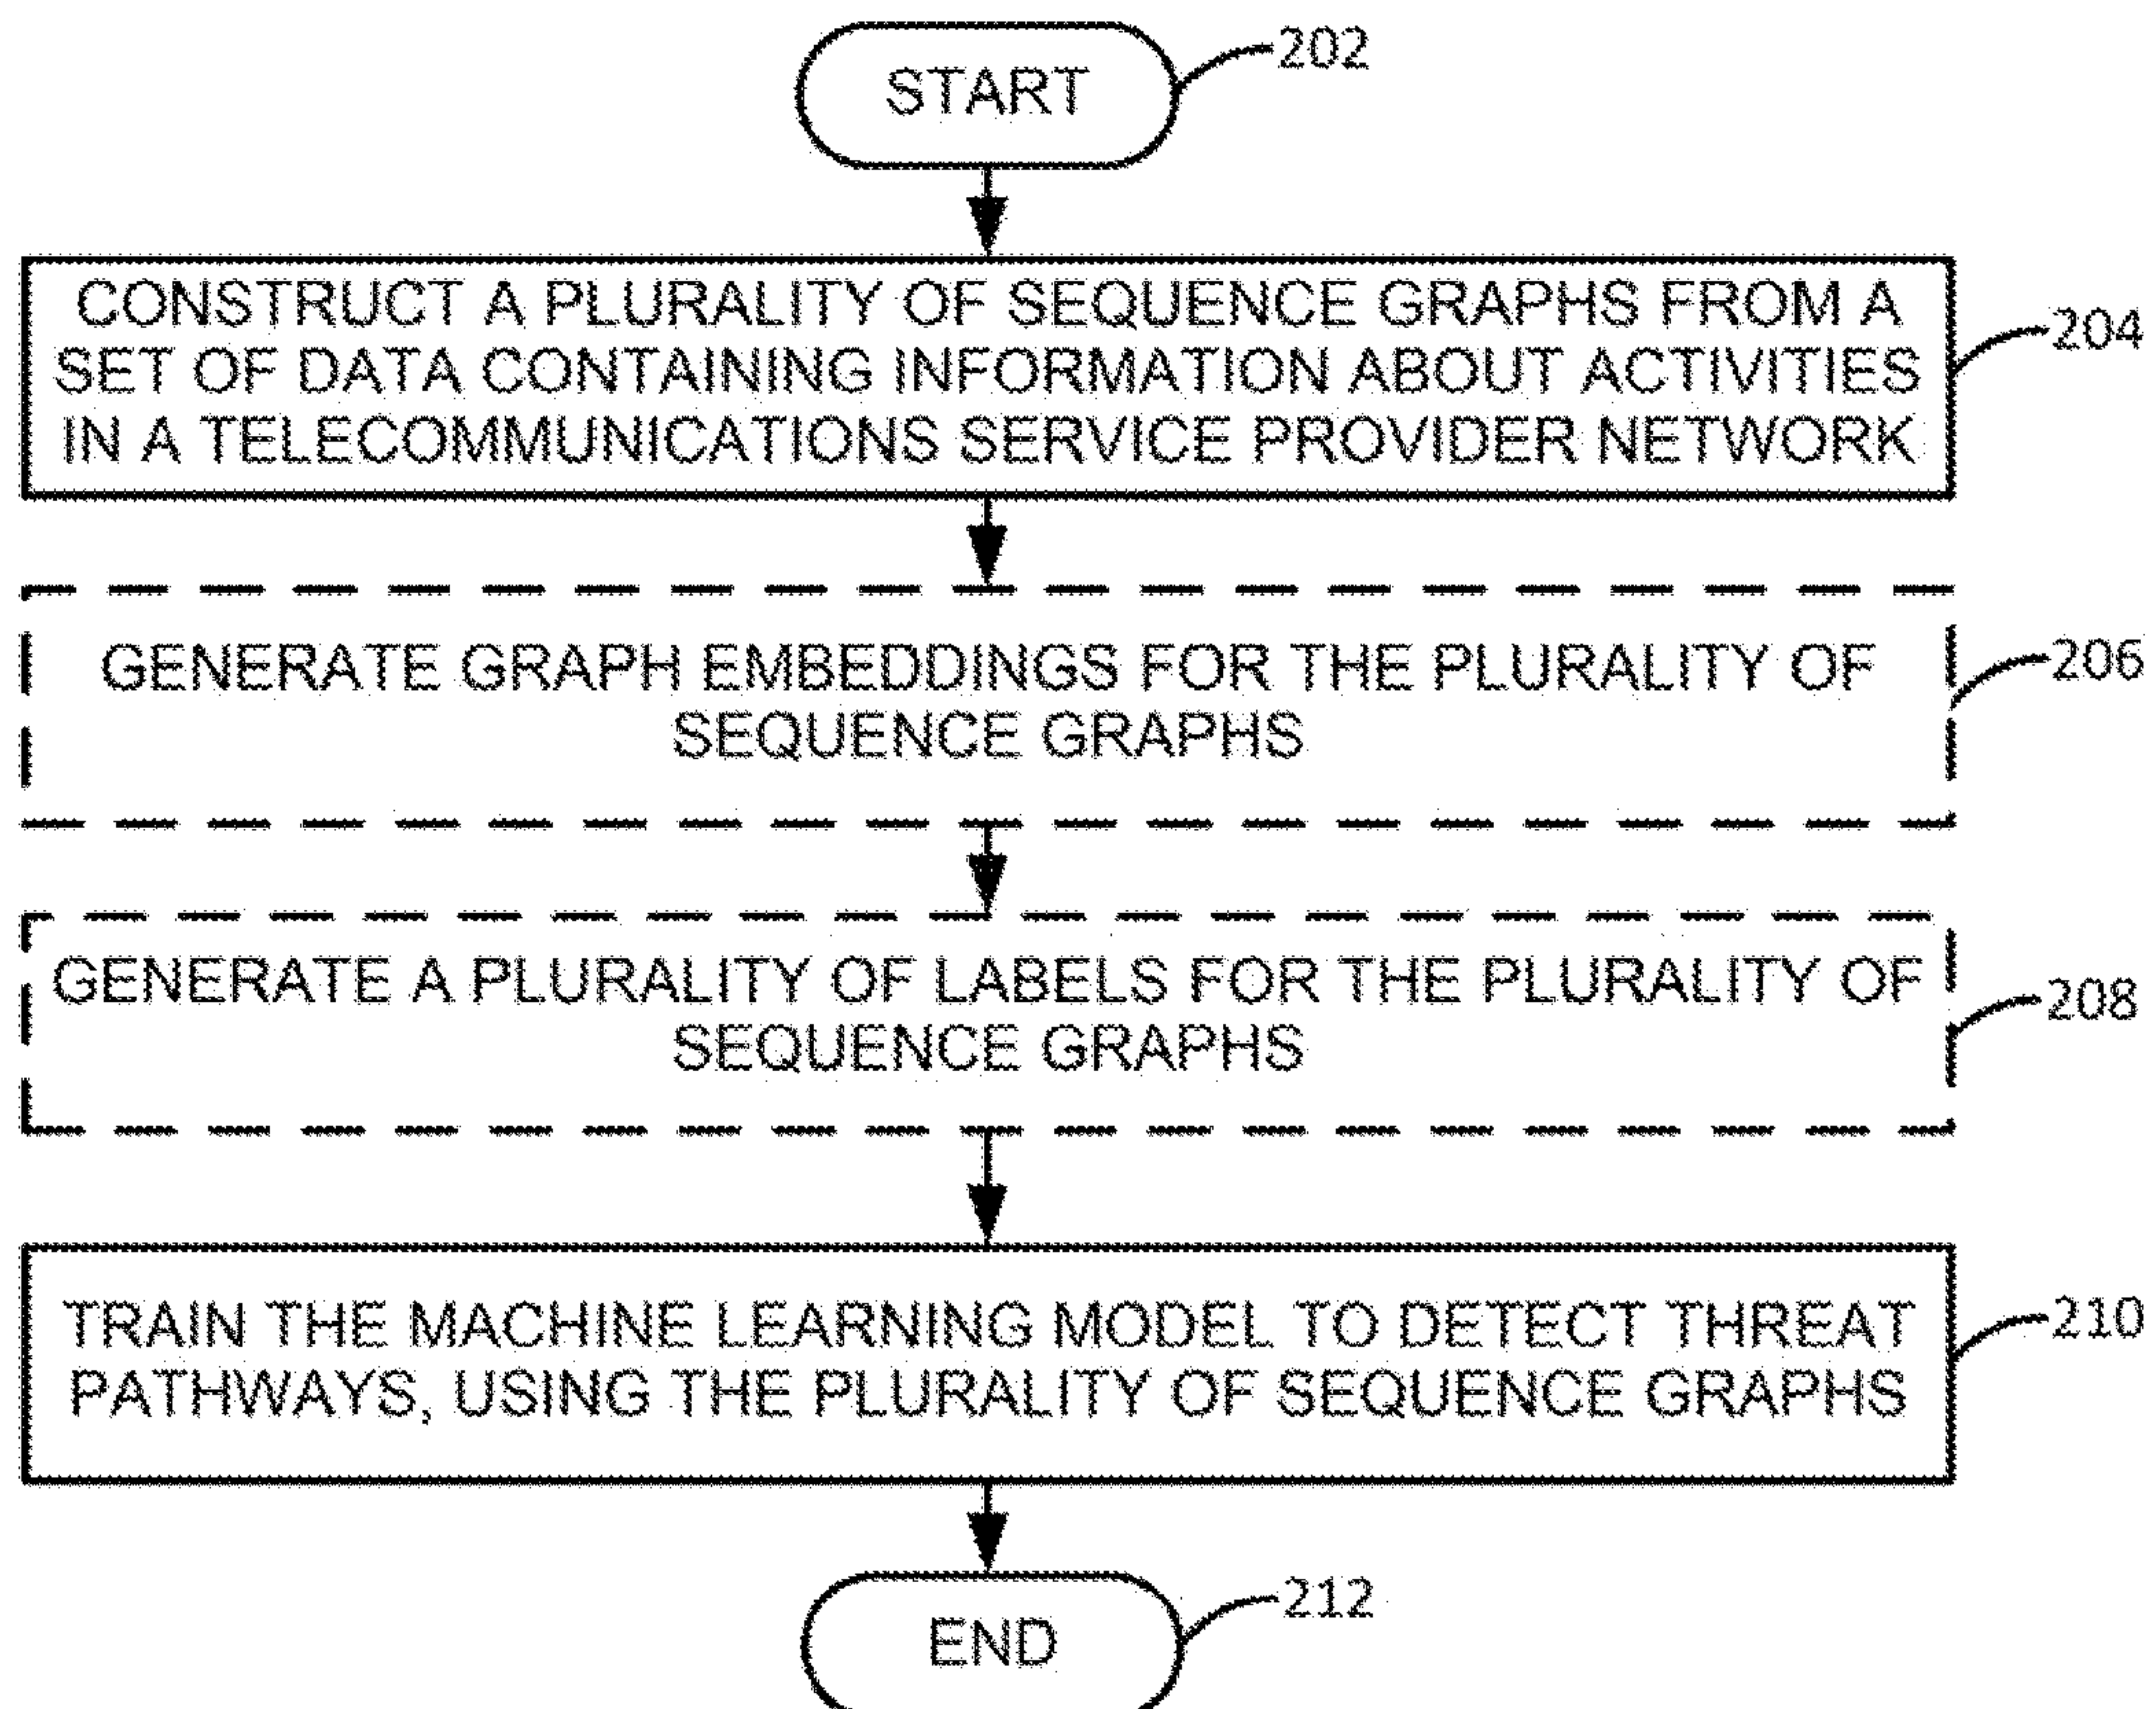 START
202
CONSTRUCT A PLURALITY OF SEQUENCE GRAPHS FROM A
SET OF DATA CONTAINING INFORMATION ABOUT ACTIVITIES
IN A TELECOMMUNICATIONS SERVICE PROVIDER NETWORK
204
GENERATE GRAPH EMBEDDINGS FOR THE PLURALITY OF
SEQUENCE GRAPHS
206
GENERATE A PLURALITY OF LABELS FOR THE PLURALITY OF
SEQUENCE GRAPHS
208
TRAIN THE MACHINE LEARNING MODEL TO DETECT THREAT
PATHWAYS, USING THE PLURALITY OF SEQUENCE GRAPHS
210
END
212